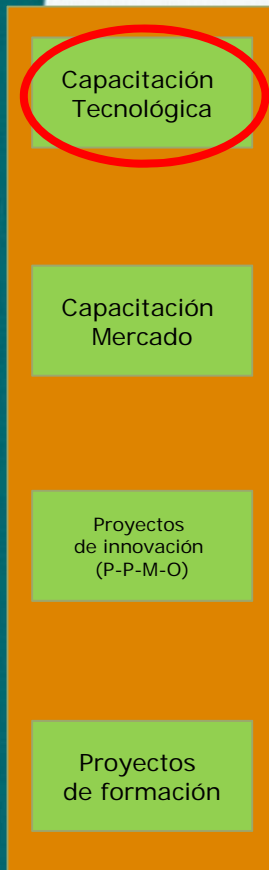 Capacitación
Tecnológica
Capacitación
Mercado
Proyectos
de innovación
(P-P-M-O)
Proyectos
de formación